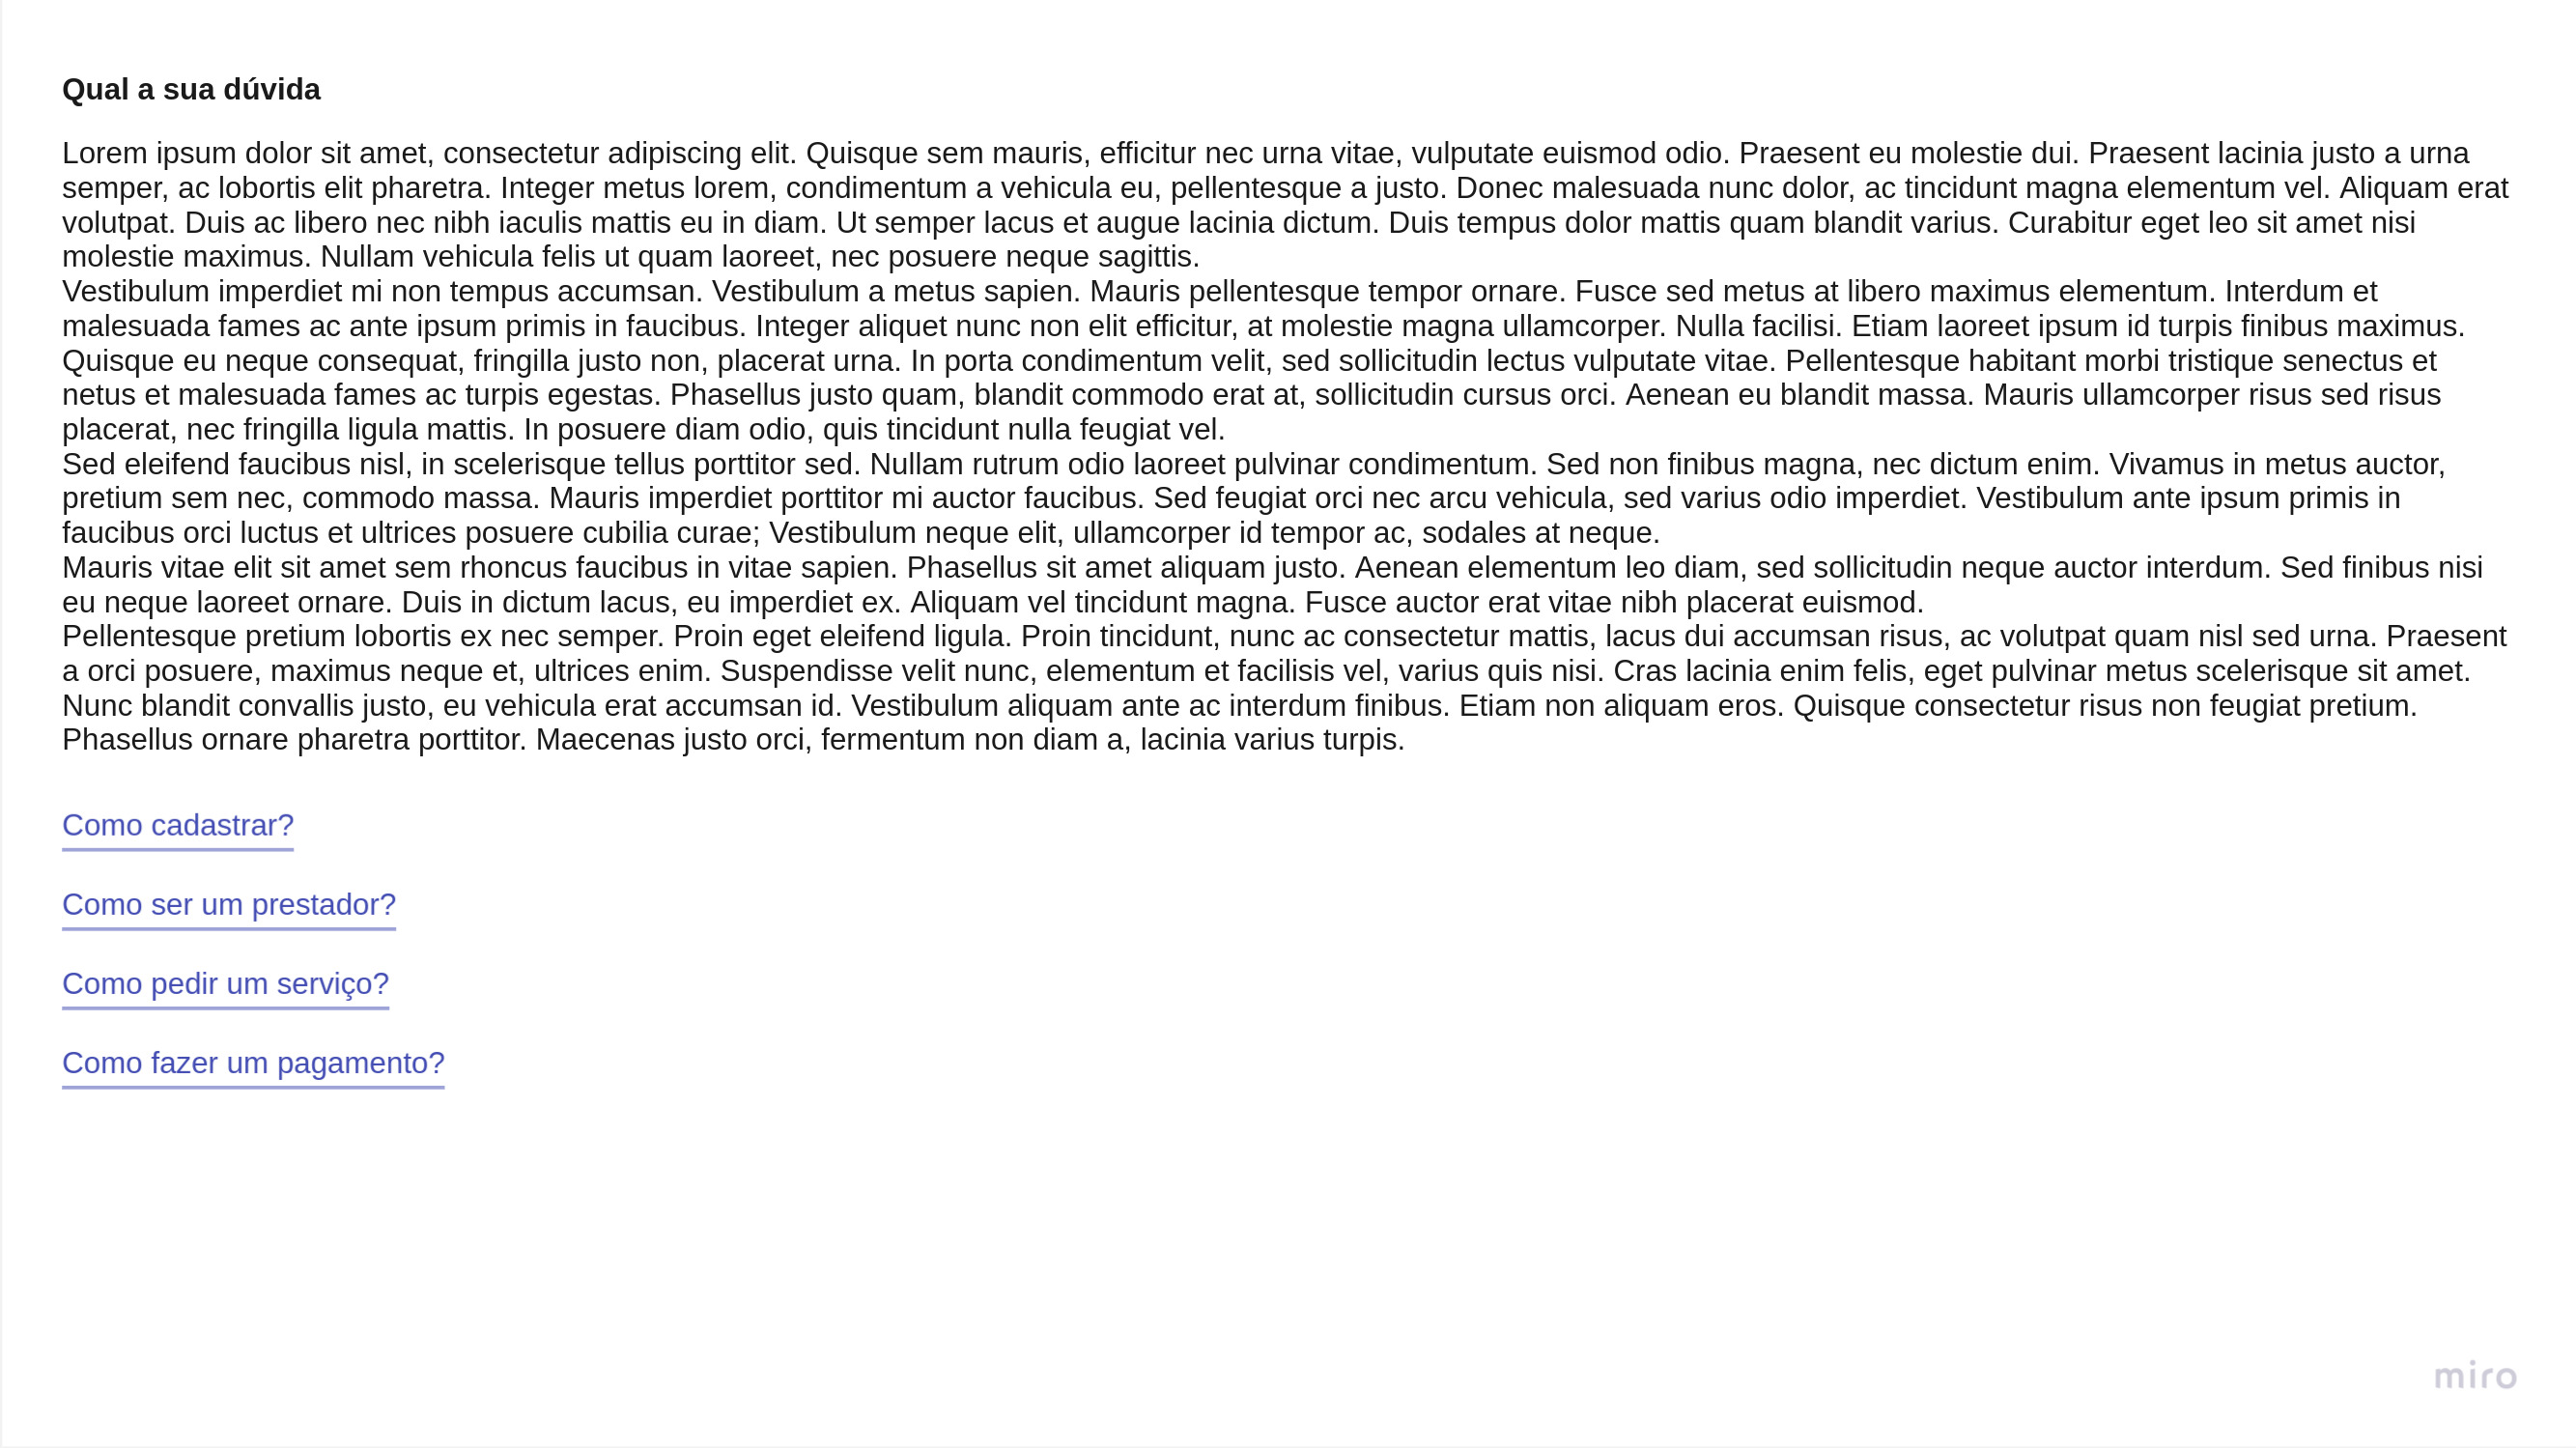 Qual a sua dúvida
Lorem ipsum dolor sit amet, consectetur adipiscing elit. Quisque sem mauris, efficitur nec urna vitae, vulputate euismod odio. Praesent eu molestie dui. Praesent lacinia justo a urna
semper, ac lobortis elit pharetra. Integer metus lorem, condimentum a vehicula eu, pellentesque a justo. Donec malesuada nunc dolor, ac tincidunt magna elementum vel. Aliquam erat
volutpat. Duis ac libero nec nibh iaculis mattis eu in diam. Ut semper lacus et augue lacinia dictum. Duis tempus dolor mattis quam blandit varius. Curabitur eget leo sit amet nisi
molestie maximus. Nullam vehicula felis ut quam laoreet, nec posuere neque sagittis.
Vestibulum imperdiet mi non tempus accumsan. Vestibulum a metus sapien. Mauris pellentesque tempor ornare. Fusce sed metus at libero maximus elementum. Interdum et
malesuada fames ac ante ipsum primis in faucibus. Integer aliquet nunc non elit efficitur, at molestie magna ullamcorper. Nulla facilisi. Etiam laoreet ipsum id turpis finibus maximus.
Quisque eu neque consequat, fringilla justo non, placerat urna. In porta condimentum velit, sed sollicitudin lectus vulputate vitae. Pellentesque habitant morbi tristique senectus et
netus et malesuada fames ac turpis egestas. Phasellus justo quam, blandit commodo erat at, sollicitudin cursus orci. Aenean eu blandit massa. Mauris ullamcorper risus sed risus
placerat, nec fringilla ligula mattis. In posuere diam odio, quis tincidunt nulla feugiat vel.
Sed eleifend faucibus nisl, in scelerisque tellus porttitor sed. Nullam rutrum odio laoreet pulvinar condimentum. Sed non finibus magna, nec dictum enim. Vivamus in metus auctor,
pretium sem nec, commodo massa. Mauris imperdiet porttitor mi auctor faucibus. Sed feugiat orci nec arcu vehicula, sed varius odio imperdiet. Vestibulum ante ipsum primis in
faucibus orci luctus et ultrices posuere cubilia curae; Vestibulum neque elit, ullamcorper id tempor ac, sodales at neque.
Mauris vitae elit sit amet sem rhoncus faucibus in vitae sapien. Phasellus sit amet aliquam justo. Aenean elementum leo diam, sed sollicitudin neque auctor interdum. Sed finibus nisi
eu neque laoreet ornare. Duis in dictum lacus, eu imperdiet ex. Aliquam vel tincidunt magna. Fusce auctor erat vitae nibh placerat euismod.
Pellentesque pretium lobortis ex nec semper. Proin eget eleifend ligula. Proin tincidunt, nunc ac consectetur mattis, lacus dui accumsan risus, ac volutpat quam nisl sed urna. Praesent
a orci posuere, maximus neque et, ultrices enim. Suspendisse velit nunc, elementum et facilisis vel, varius quis nisi. Cras lacinia enim felis, eget pulvinar metus scelerisque sit amet.
Nunc blandit convallis justo, eu vehicula erat accumsan id. Vestibulum aliquam ante ac interdum finibus. Etiam non aliquam eros. Quisque consectetur risus non feugiat pretium.
Phasellus ornare pharetra porttitor. Maecenas justo orci, fermentum non diam a, lacinia varius turpis.
Como cadastrar?
Como ser um prestador?
Como pedir um serviço?
Como fazer um pagamento?
miro